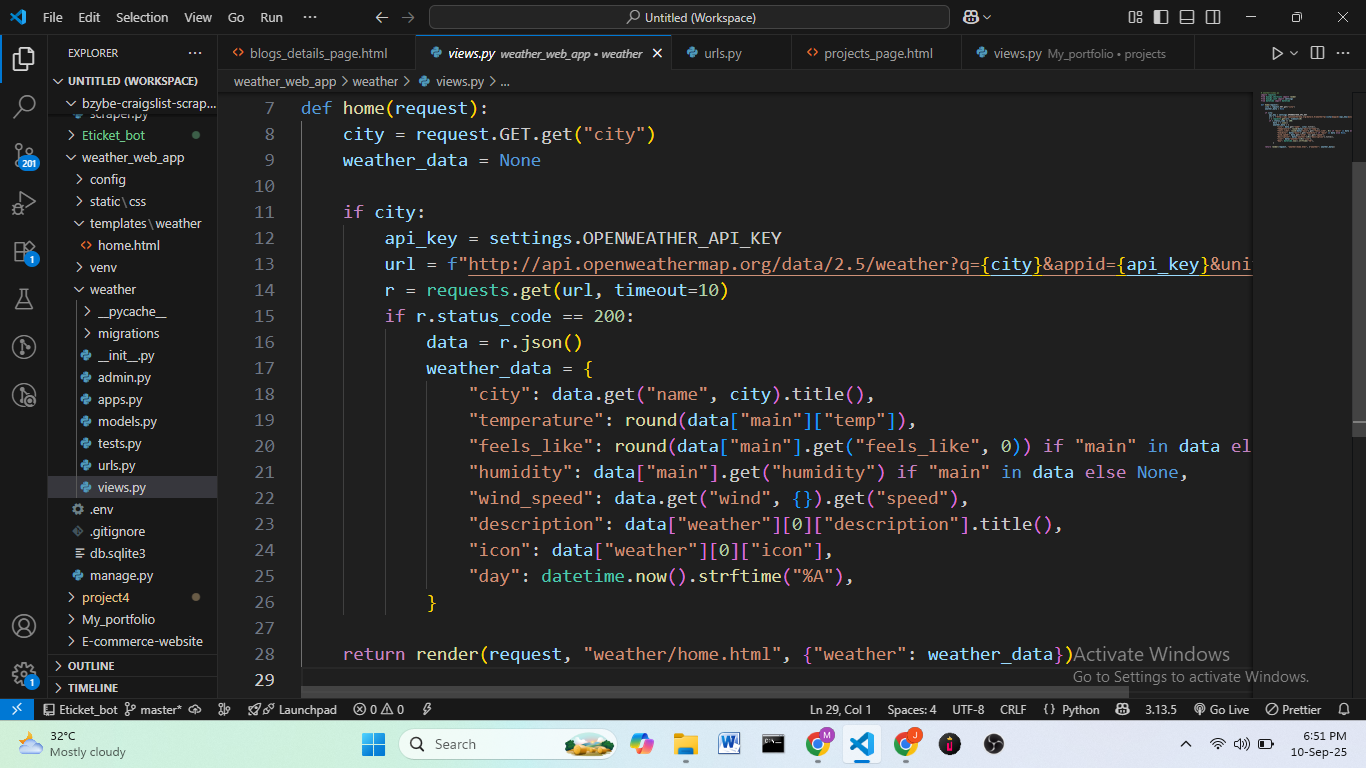 File Edit Selection View Go Run ··· Untitled (Workspace)
EXPLORER ···
blogs_details_page.html views.py weather_web_app • weather urls.py projects_page.html views.py My_portfolio • projects
weather_web_app > weather > views.py > ...
UNTITLED (WORKSPACE)
bzybe-craigslist-scrap...
scraper.py
Eticket_bot
weather_web_app
config
static\css
templates\weather
home.html
venv
weather
__pycache__
migrations
__init__.py
admin.py
apps.py
models.py
tests.py
urls.py
views.py
.env
.gitignore
db.sqlite3
manage.py
project4
My_portfolio
E-commerce-website
OUTLINE
TIMELINE
201
1
1
7 def home(request):
8 city = request.GET.get("city")
9 weather_data = None
10
11 if city:
12 api_key = settings.OPENWEATHER_API_KEY
13 url = f"http://api.openweathermap.org/data/2.5/weather?q={city}&appid={api_key}&uni
14 r = requests.get(url, timeout=10)
15 if r.status_code == 200:
16 data = r.json()
17 weather_data = {
18 "city": data.get("name", city).title(),
19 "temperature": round(data["main"]["temp"]),
20 "feels_like": round(data["main"].get("feels_like", 0)) if "main" in data el
21 "humidity": data["main"].get("humidity") if "main" in data else None,
22 "wind_speed": data.get("wind", {}).get("speed"),
23 "description": data["weather"][0]["description"].title(),
24 "icon": data["weather"][0]["icon"],
25 "day": datetime.now().strftime("%A"),
26 }
27
28 return render(request, "weather/home.html", {"weather": weather_data})
29
Activate Windows
Go to Settings to activate Windows.
Eticket_bot master* Launchpad 0 0 Ln 29, Col 1 Spaces: 4 UTF-8 CRLF {} Python 3.13.5 Go Live Prettier
32°C
Mostly cloudy
Search
M
J
6:51 PM
10-Sep-25